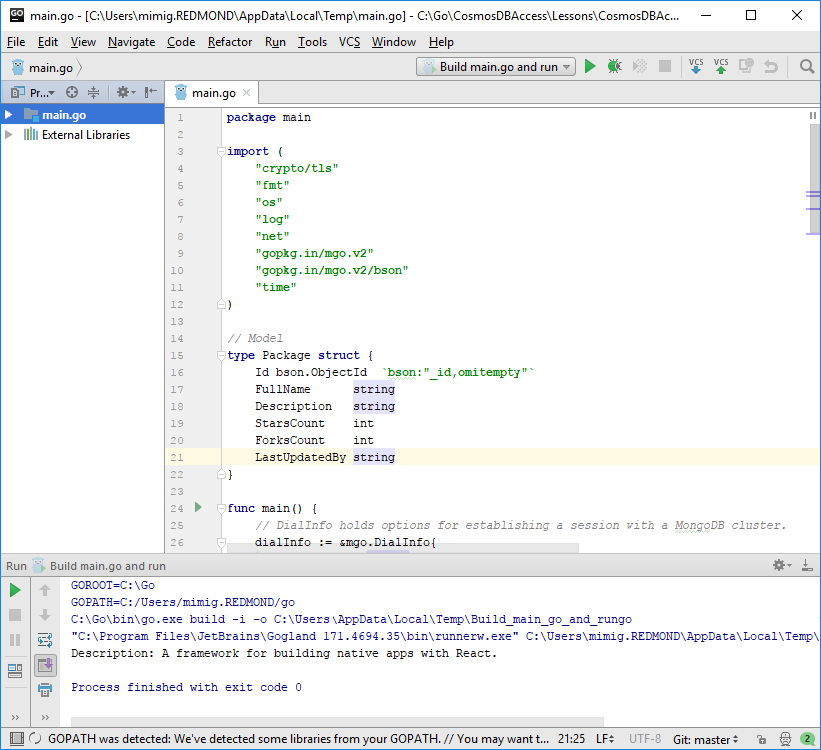 GO main.go - [C:\Users\mimig.REDMOND\AppData\Local\Temp\main.go] - C:\Go\CosmosDBAccess\Lessons\CosmosDBAc...
File Edit View Navigate Code Refactor Run Tools VCS Window Help
main.go Build main.go and run VCS VCS
Pr... main.go
main.go
External Libraries
1 package main
2
3 import (
4 "crypto/tls"
5 "fmt"
6 "os"
7 "log"
8 "net"
9 "gopkg.in/mgo.v2"
10 "gopkg.in/mgo.v2/bson"
11 "time"
12 )
13
14 // Model
15 type Package struct {
16 Id bson.ObjectId `bson:"_id,omitempty"`
17 FullName string
18 Description string
19 StarsCount int
20 ForksCount int
21 LastUpdatedBy string
22 }
23
24 func main() {
25 // DialInfo holds options for establishing a session with a MongoDB cluster.
26 dialInfo := &mgo.DialInfo{
Run Build main.go and run
GOROOT=C:\Go
GOPATH=C:/Users/mimig.REDMOND/go
C:\Go\bin\go.exe build -i -o C:\Users\AppData\Local\Temp\Build_main_go_and_rungo
"C:\Program Files\JetBrains\Gogland 171.4694.35\bin\runnerw.exe" C:\Users\mimig.REDMOND\AppData\Local\Temp\
Description: A framework for building native apps with React.
Process finished with exit code 0
GOPATH was detected: We've detected some libraries from your GOPATH. // You may want t... 21:25 LF UTF-8 Git: master 2